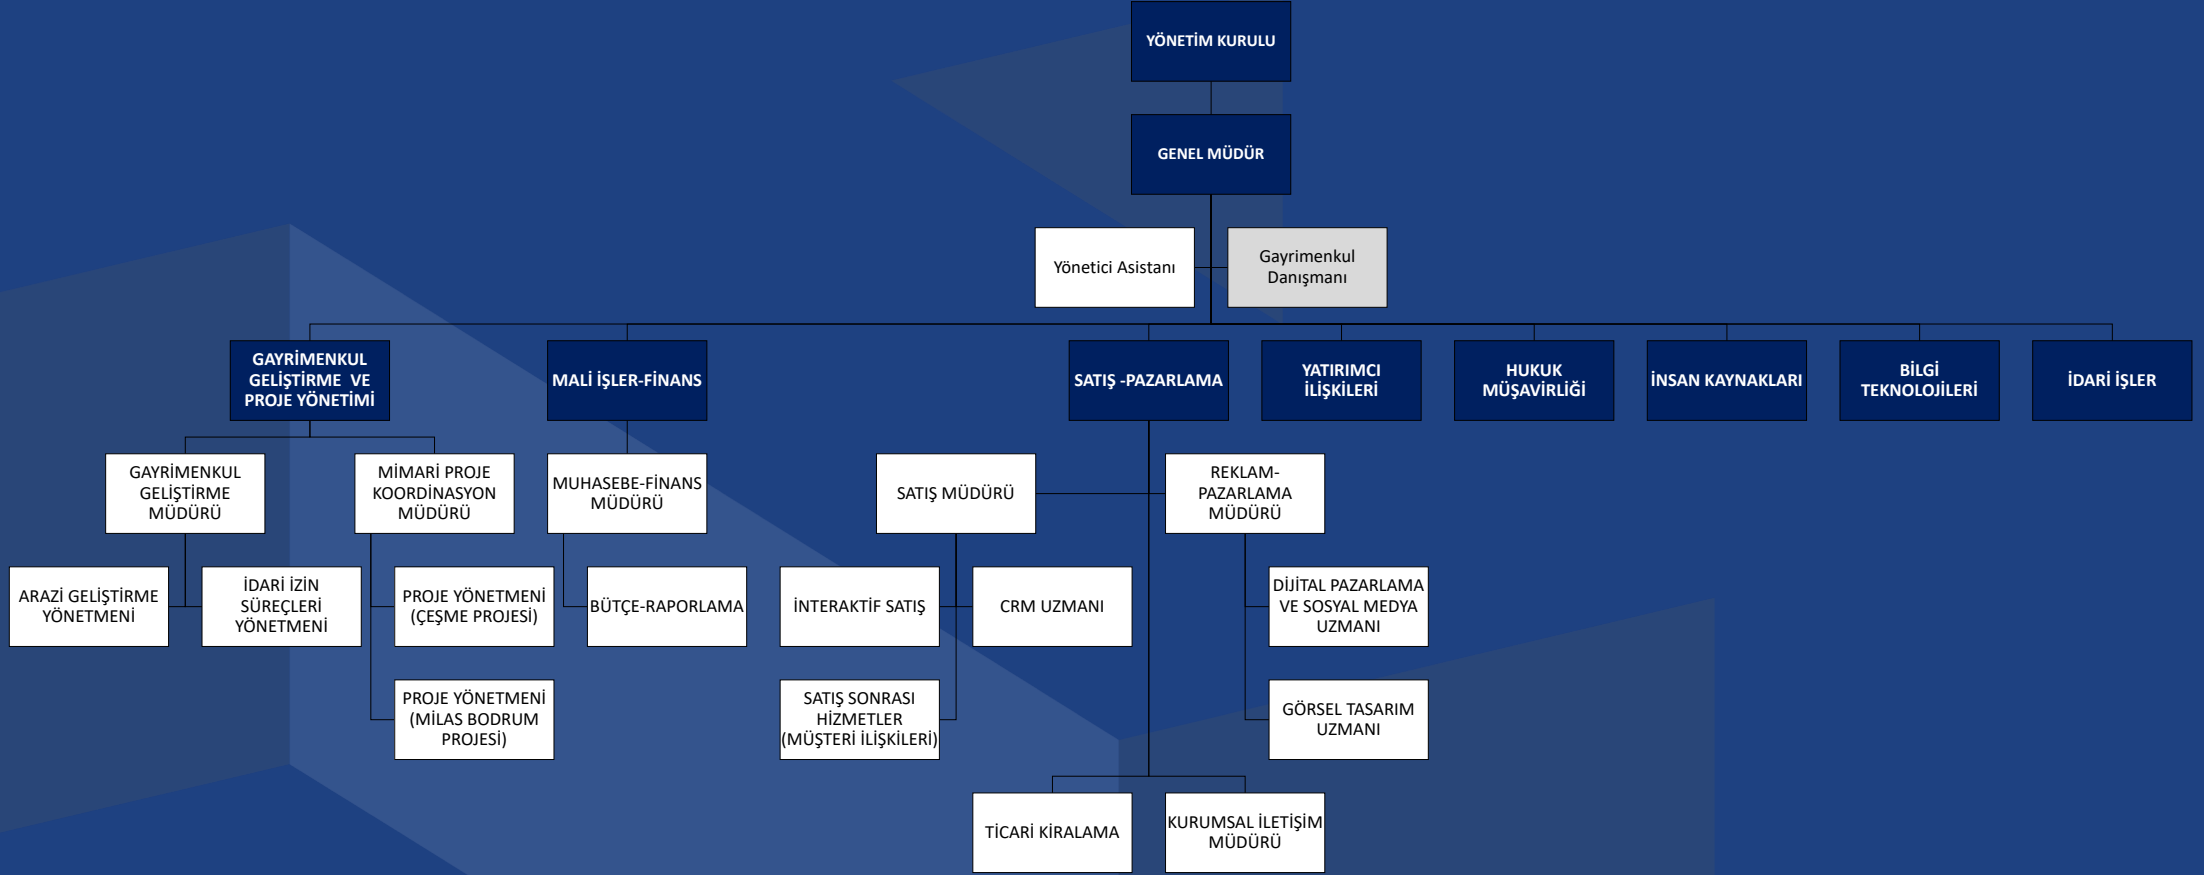 YÖNETİM KURULU
GENEL MÜDÜR
Yönetici Asistanı
Gayrimenkul
Danışmanı
GAYRİMENKUL
GELİŞTİRME VE
PROJE YÖNETİMİ
MALİ İŞLER-FİNANS
SATIŞ -PAZARLAMA
YATIRIMCI
İLİŞKİLERİ
HUKUK
MÜŞAVİRLİĞİ
İNSAN KAYNAKLARI
BİLGİ
TEKNOLOJİLERİ
İDARİ İŞLER
GAYRİMENKUL
GELİŞTİRME
MÜDÜRÜ
MİMARİ PROJE
KOORDİNASYON
MÜDÜRÜ
MUHASEBE-FİNANS
MÜDÜRÜ
SATIŞ MÜDÜRÜ
REKLAM-
PAZARLAMA
MÜDÜRÜ
ARAZİ GELİŞTİRME
YÖNETMENİ
İDARİ İZİN
SÜREÇLERİ
YÖNETMENİ
PROJE YÖNETMENİ
(ÇEŞME PROJESİ)
BÜTÇE-RAPORLAMA
İNTERAKTİF SATIŞ
CRM UZMANI
DİJİTAL PAZARLAMA
VE SOSYAL MEDYA
UZMANI
PROJE YÖNETMENİ
(MİLAS BODRUM
PROJESİ)
SATIŞ SONRASI
HİZMETLER
(MÜŞTERİ İLİŞKİLERİ)
GÖRSEL TASARIM
UZMANI
TİCARİ KİRALAMA
KURUMSAL İLETİŞİM
MÜDÜRÜ